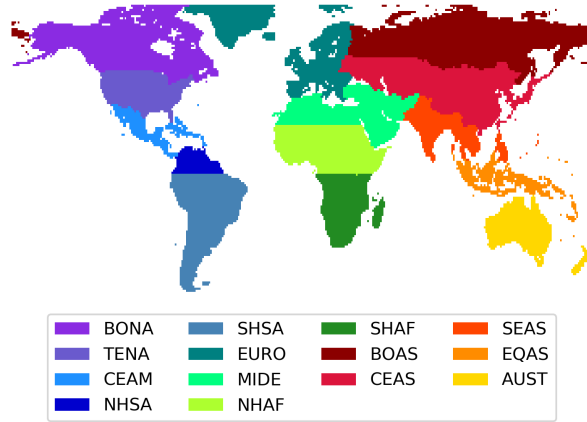 BONA SHSA SHAF SEAS
TENA EURO BOAS EQAS
CEAM MIDE CEAS AUST
NHSA NHAF